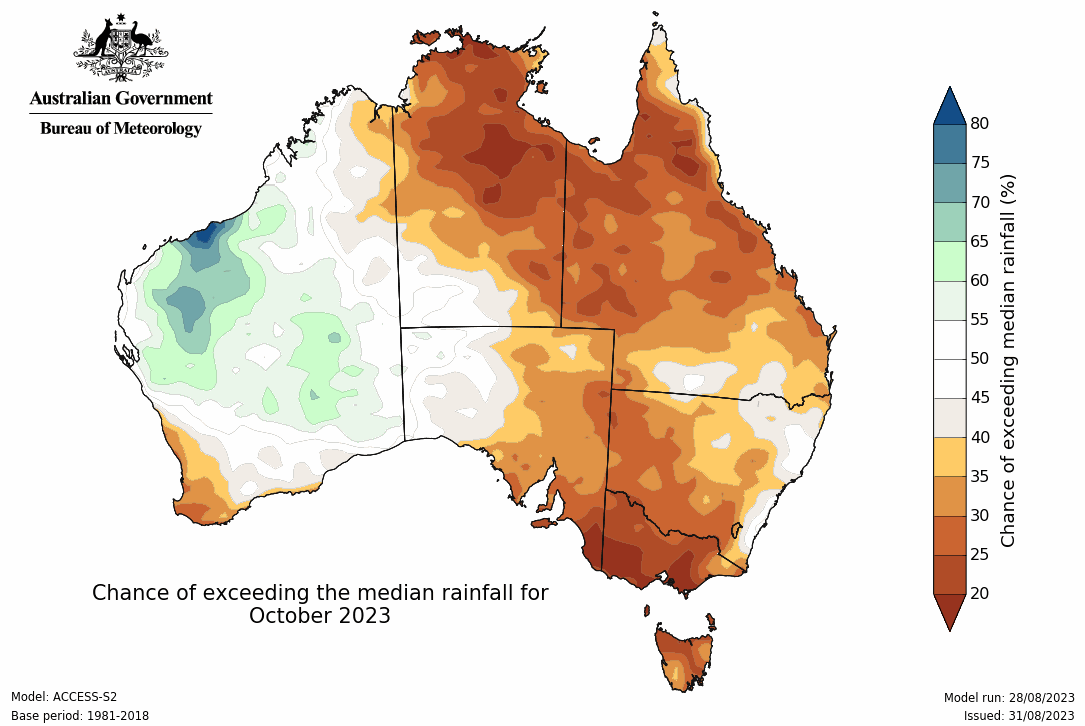 AUSTRALIA
Australian Government
Bureau of Meteorology
80
75
70
65
60
55
50
45
40
35
30
25
20
Chance of exceeding median rainfall (%)
Chance of exceeding the median rainfall for
October 2023
Model: ACCESS-S2
Base period: 1981-2018
Model run: 28/08/2023
Issued: 31/08/2023